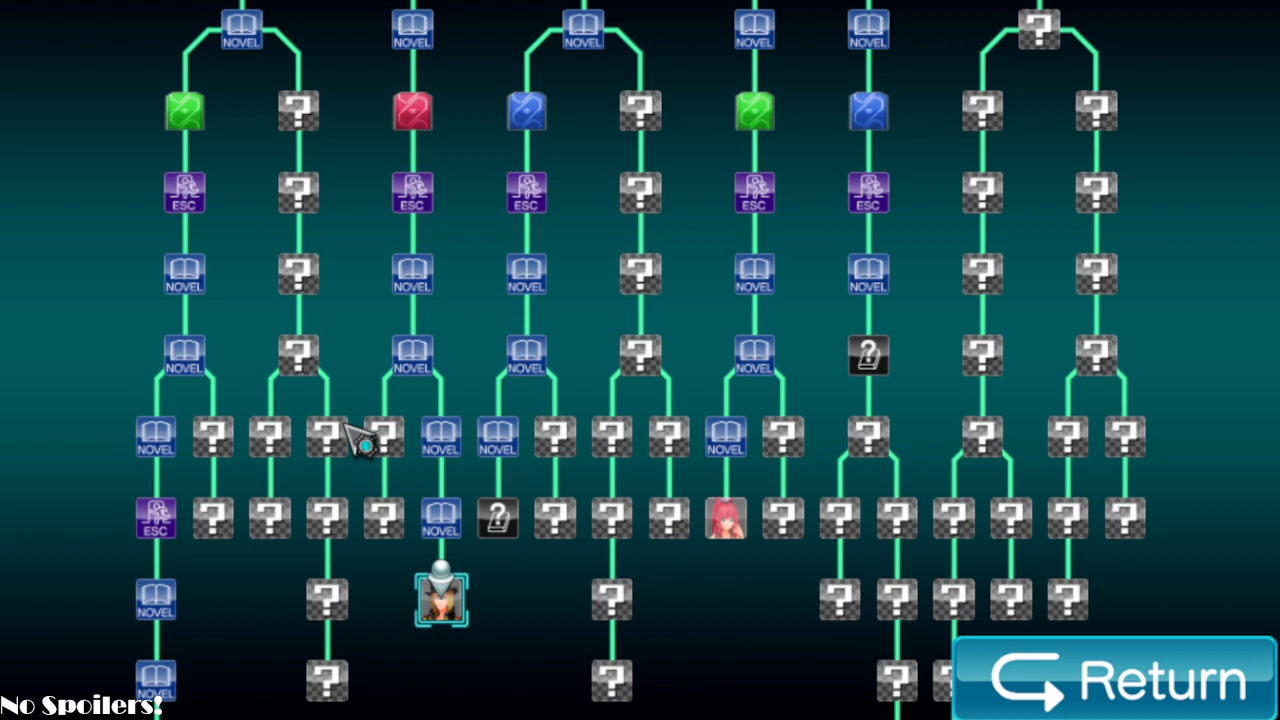 NOVEL NOVEL NOVEL NOVEL NOVEL ?
? ? ? ?
ESC ? ESC ESC ? ESC ESC ? ?
NOVEL ? NOVEL NOVEL ? NOVEL NOVEL ? ?
NOVEL ? NOVEL NOVEL ? NOVEL ? ? ?
NOVEL ? ? ? ? NOVEL NOVEL ? ? ? NOVEL ? ? ? ? ?
ESC ? ? ? ? NOVEL ? ? ? ? ? ? ? ? ? ? ?
NOVEL ? ? ? ? ? ? ?
NOVEL ? ? ? ?
Return
No Spoilers!